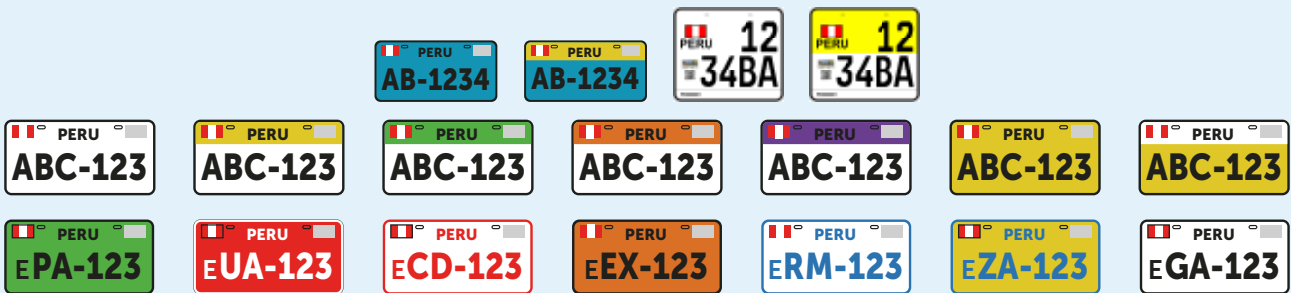 PERU
AB-1234
PERU
AB-1234
PERU 12
34BA
PERU 12
34BA
PERU
ABC-123
PERU
ABC-123
PERU
ABC-123
PERU
ABC-123
PERU
ABC-123
PERU
ABC-123
PERU
ABC-123
PERU
EPA-123
PERU
EUA-123
PERU
ECD-123
PERU
EEX-123
PERU
ERM-123
PERU
EZA-123
PERU
EGA-123